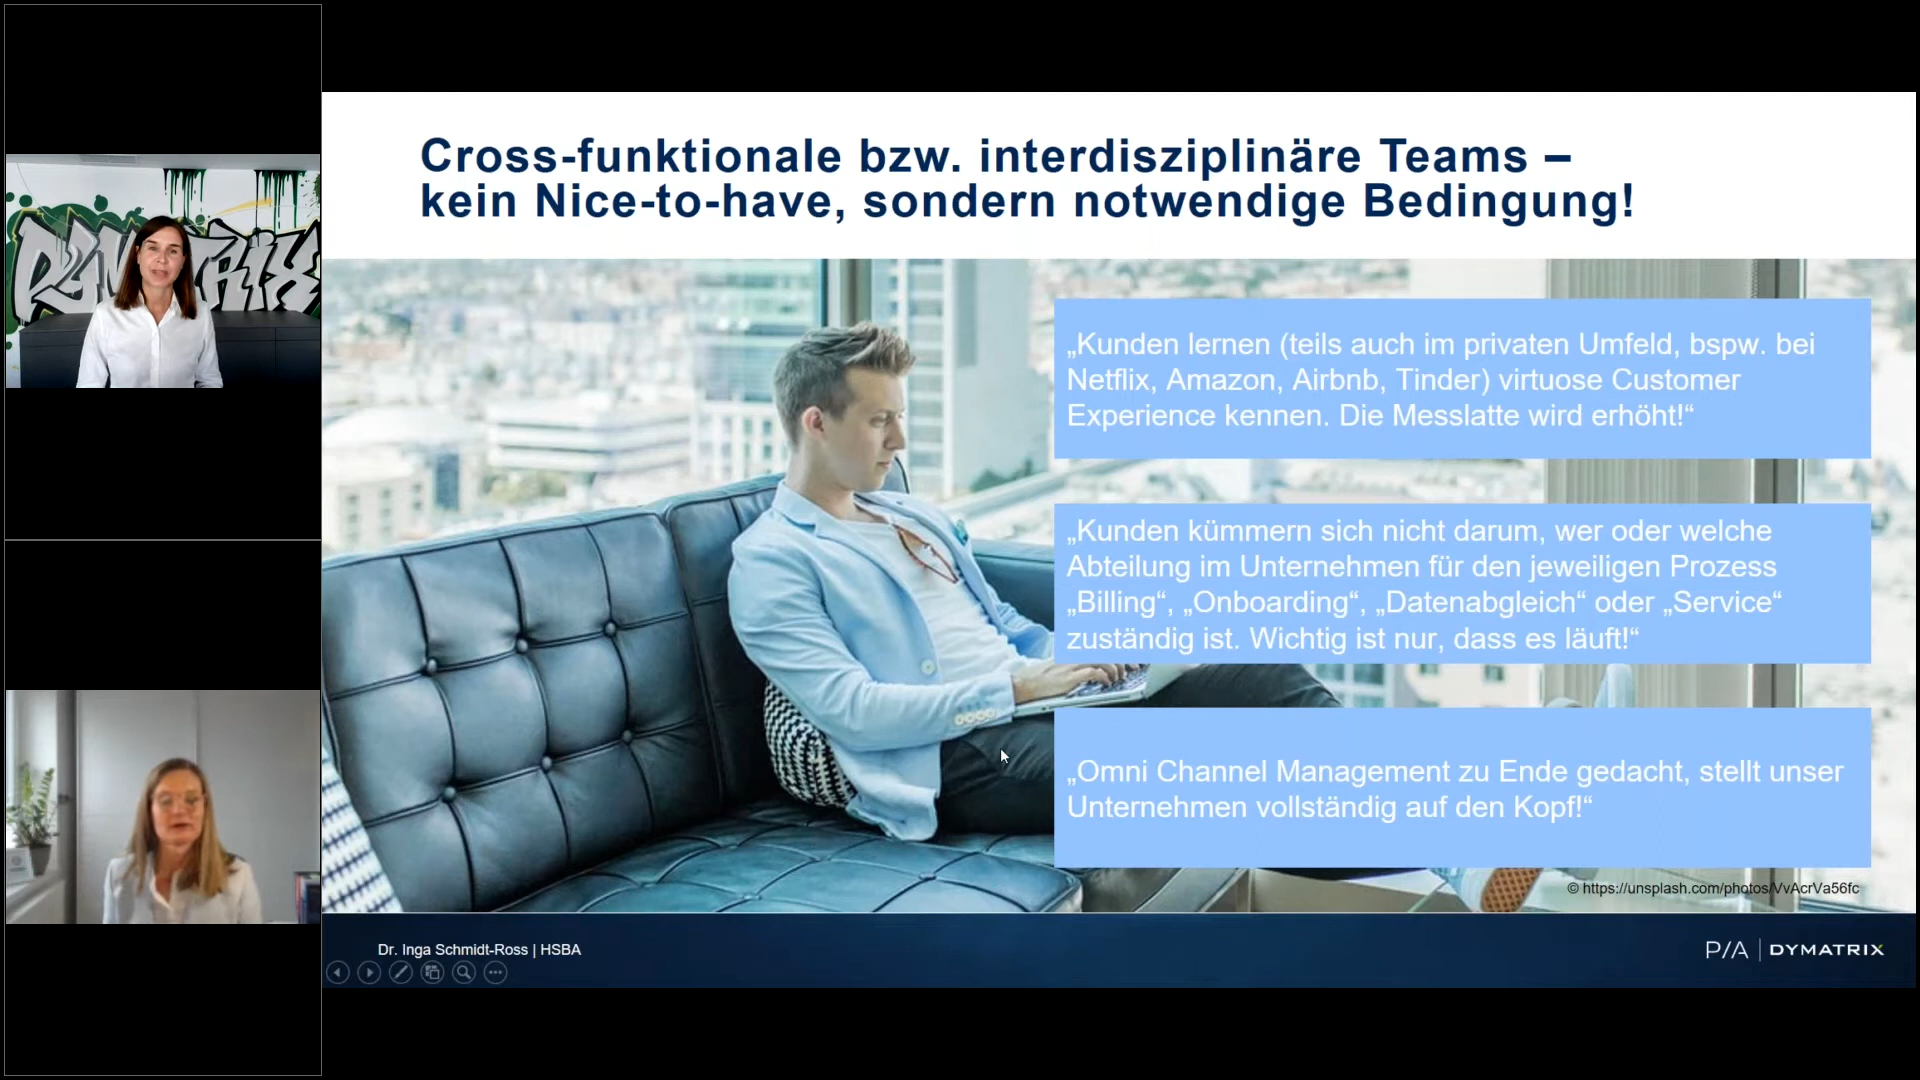 Cross-funktionale bzw. interdisziplinäre Teams –
kein Nice-to-have, sondern notwendige Bedingung!
„Kunden lernen (teils auch im privaten Umfeld, bspw. bei
Netflix, Amazon, Airbnb, Tinder) virtuose Customer
Experience kennen. Die Messlatte wird erhöht!“
„Kunden kümmern sich nicht darum, wer oder welche
Abteilung im Unternehmen für den jeweiligen Prozess
„Billing“, „Onboarding“, „Datenabgleich“ oder „Service“
zuständig ist. Wichtig ist nur, dass es läuft!“
„Omni Channel Management zu Ende gedacht, stellt unser
Unternehmen vollständig auf den Kopf!“
© https://unsplash.com/photos/VvAcrVa56fc
Dr. Inga Schmidt-Ross | HSBA
P/A | DYMATRIX
DYMATRIX